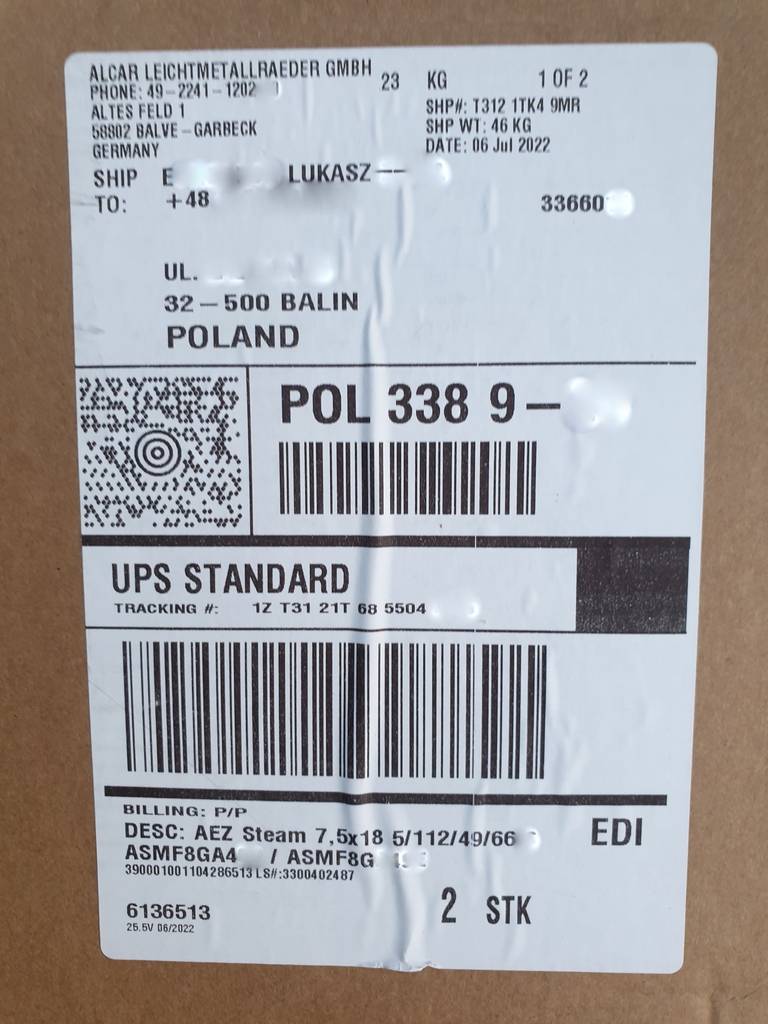 ALCAR LEICHTMETALLRAEDER GMBH 23 KG 1 OF 2
PHONE: 49-2241-1202
ALTES FELD 1 SHP#: T312 1TK4 9MR
58802 BALVE-GARBECK SHP WT: 46 KG
GERMANY DATE: 06 Jul 2022
SHIP E LUKASZ--
TO: +48 33660
UL.
32-500 BALIN
POLAND
POL 338 9-
UPS STANDARD
TRACKING #: 1Z T31 21T 68 5504
BILLING: P/P
DESC: AEZ Steam 7,5x18 5/112/49/66 EDI
ASMF8GA4 / ASMF8G
390001001104286513 LS#:3300402487
6136513 2 STK
25.5V 06/2022